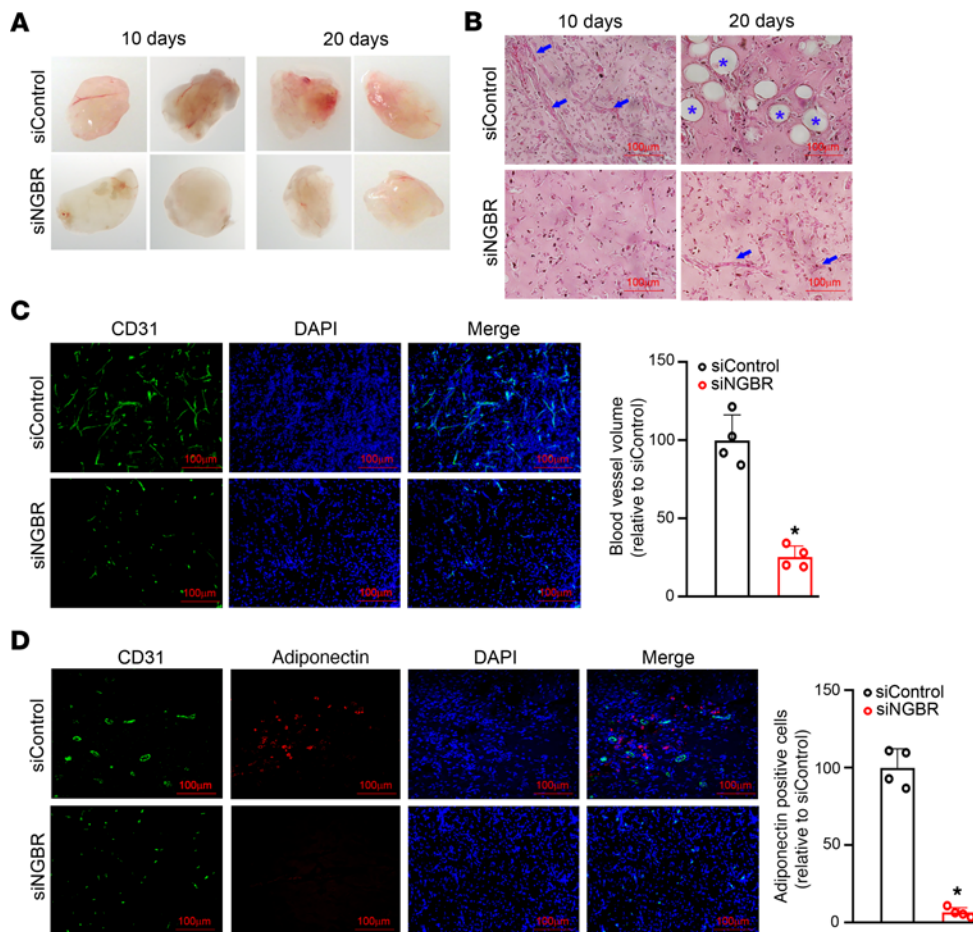 A
10 days 20 days
siControl
siNGBR
B
10 days 20 days
siControl
100μm 100μm
* * * *
siNGBR
100μm 100μm
C
CD31 DAPI Merge
siControl
100μm 100μm 100μm
siNGBR
100μm 100μm 100μm
Blood vessel volume
(relative to siControl)
150
100
50
0
siControl
siNGBR
*
D
CD31 Adiponectin DAPI Merge
siControl
100μm 100μm 100μm 100μm
siNGBR
100μm 100μm 100μm 100μm
Adiponectin positive cells
(relative to siControl)
150
100
50
0
siControl
siNGBR
*